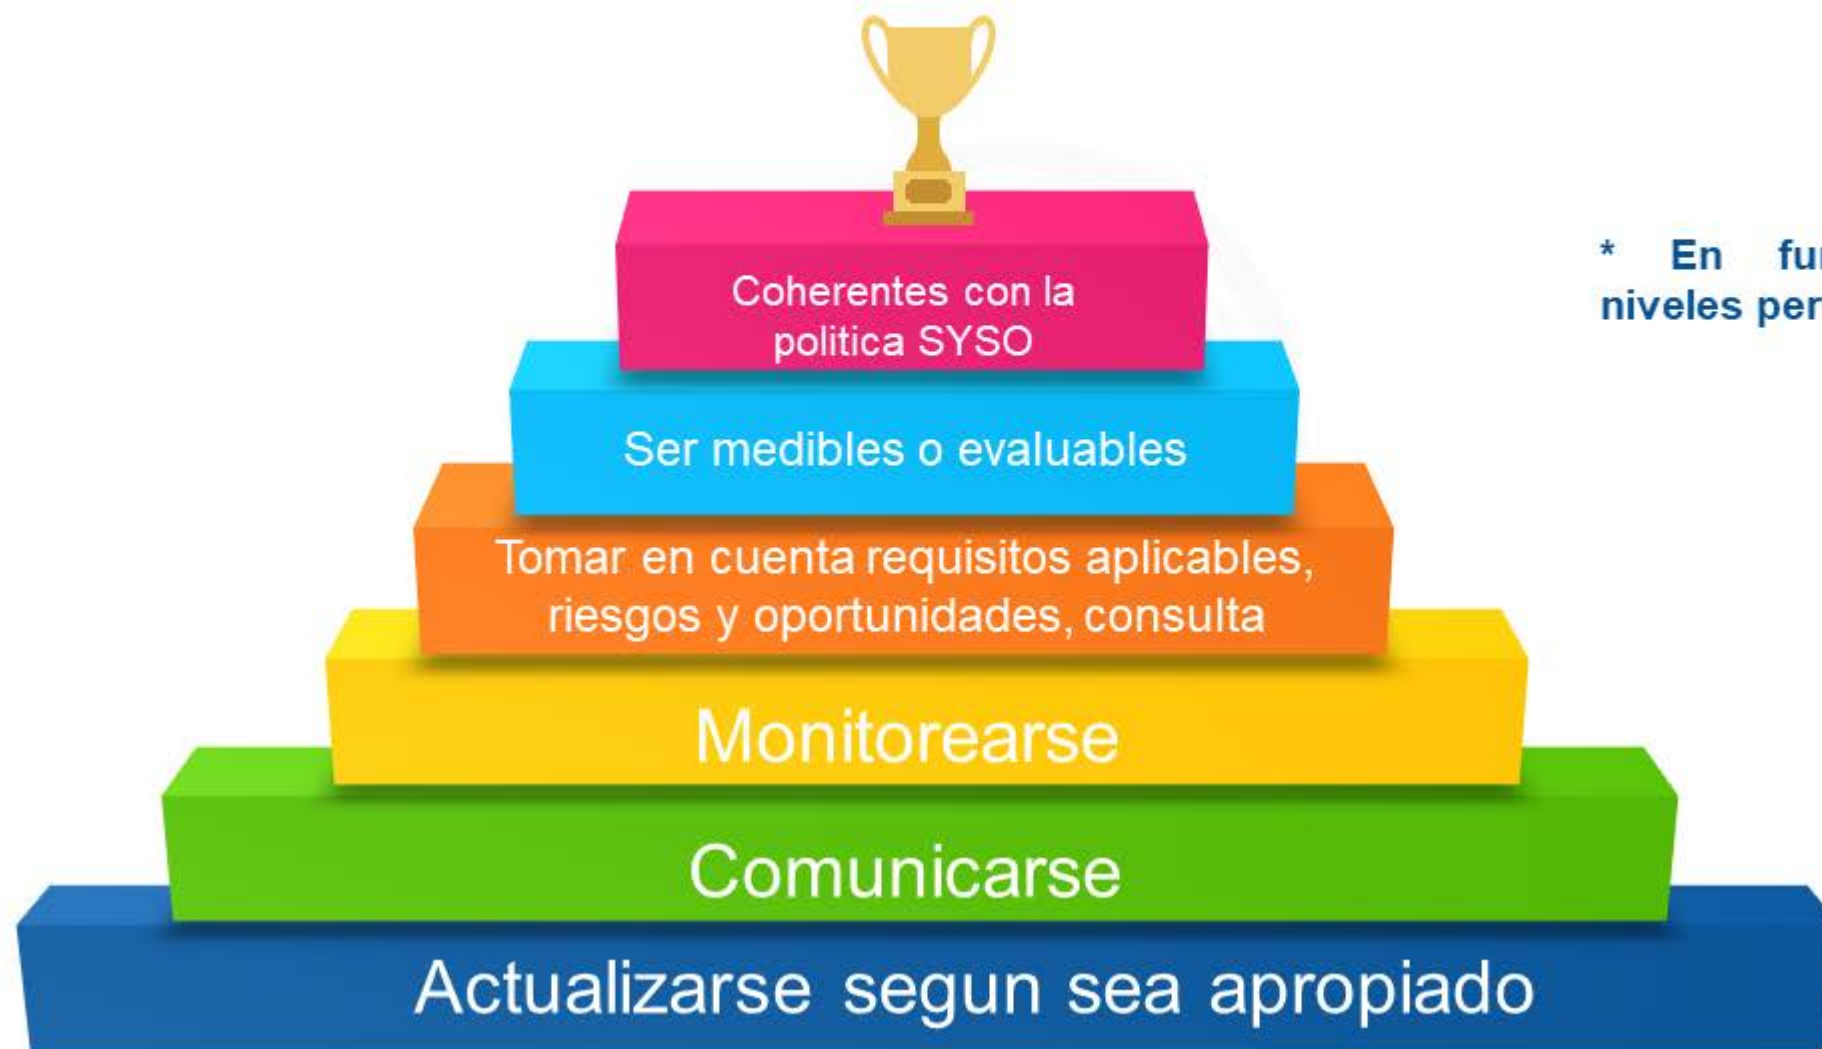 Coherentes con la
politica SYSO
* En
niveles
Ser medibles o evaluables
Tomar en cuenta requisitos aplicables,
riesgos y oportunidades, consulta
Monitorearse
Comunicarse
Actualizarse segun sea apropiado